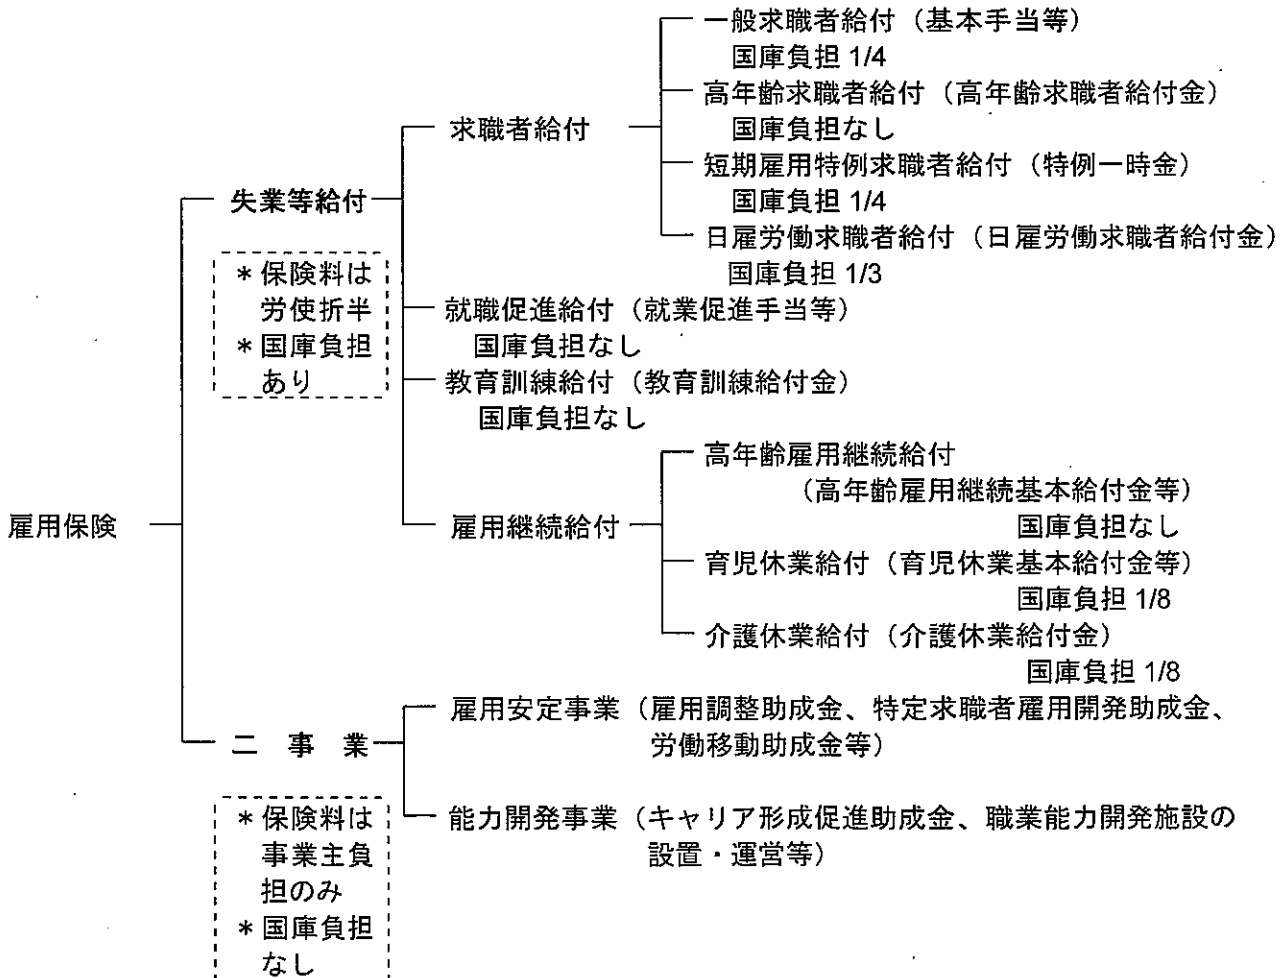 一般求職者給付（基本手当等）
国庫負担 1/4
高年齢求職者給付（高年齢求職者給付金）
国庫負担なし
求職者給付
短期雇用特例求職者給付（特例一時金）
国庫負担 1/4
失業等給付
日雇労働求職者給付（日雇労働求職者給付金）
国庫負担 1/3
＊保険料は
労使折半
＊国庫負担
あり
就職促進給付（就業促進手当等）
国庫負担なし
教育訓練給付（教育訓練給付金）
国庫負担なし
高年齢雇用継続給付
（高年齢雇用継続基本給付金等）
国庫負担なし
雇用保険
雇用継続給付
育児休業給付（育児休業基本給付金等）
国庫負担 1/8
介護休業給付（介護休業給付金）
国庫負担 1/8
雇用安定事業（雇用調整助成金、特定求職者雇用開発助成金、
労働移動助成金等）
二事業
＊保険料は
事業主負
担のみ
＊国庫負担
なし
能力開発事業（キャリア形成促進助成金、職業能力開発施設の
設置・運営等）